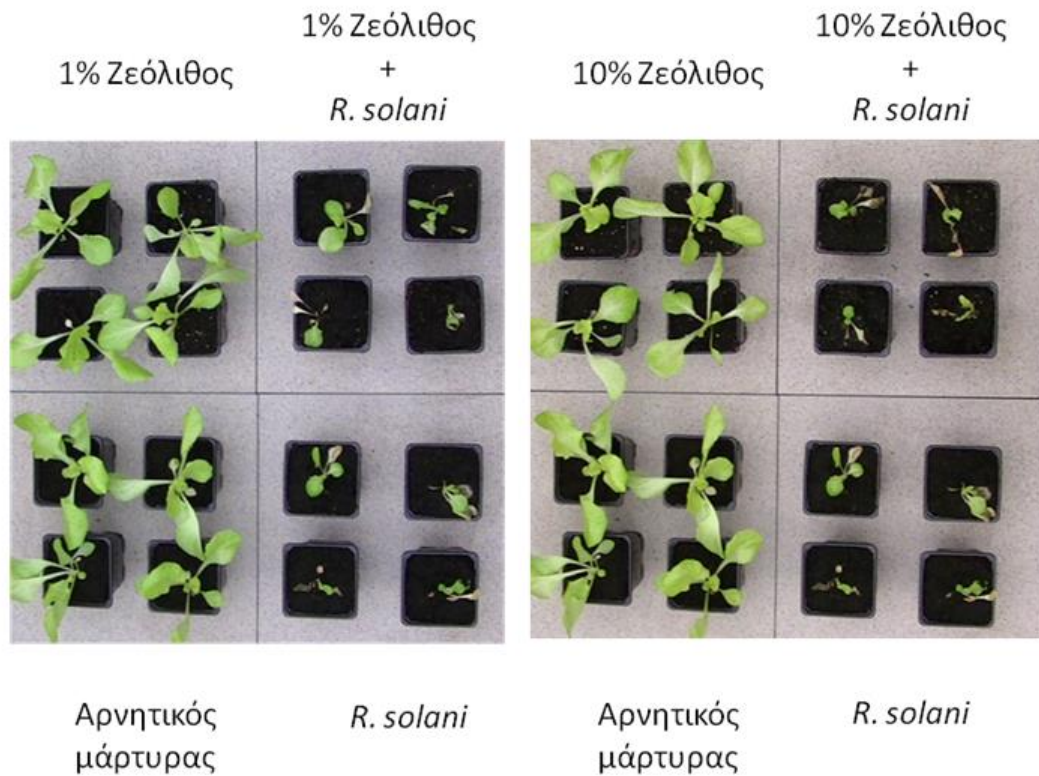 1% Ζεόλιθος
1% Ζεόλιθος
+
R. solani
10% Ζεόλιθος
10% Ζεόλιθος
+
R. solani
Αρνητικός
μάρτυρας
R. solani
Αρνητικός
μάρτυρας
R. solani